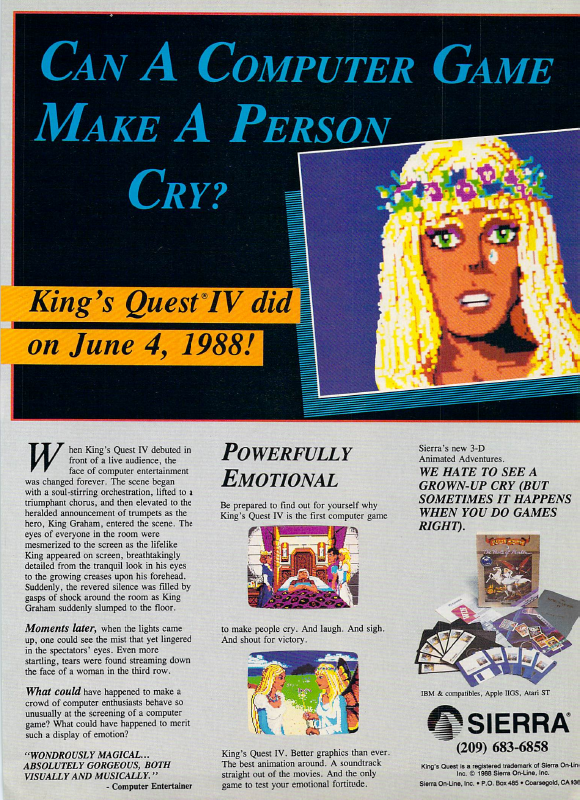 CAN A COMPUTER GAME
MAKE A PERSON
CRY?
King's Quest® IV did
on June 4, 1988!
When King's Quest IV debuted in
front of a live audience, the
face of computer entertainment
was changed forever. The scene began
with a soul-stirring orchestration, lifted to a
triumphant chorus, and then elevated to the
heralded announcement of trumpets as the
hero, King Graham, entered the scene. The
eyes of everyone in the room were
mesmerized to the screen as the lifelike
King appeared on screen, breathtakingly
detailed from the tranquil look in his eyes
to the growing creases upon his forehead.
Suddenly, the revered silence was filled by
gasps of shock around the room as King
Graham suddenly slumped to the floor.
Moments later, when the lights came
up, one could see the mist that yet lingered
in the spectators' eyes. Even more
startling, tears were found streaming down
the face of a woman in the third row.
What could have happened to make a
crowd of computer enthusiasts behave so
unusually at the screening of a computer
game? What could have happened to merit
such a display of emotion?
"WONDROUSLY MAGICAL...
ABSOLUTELY GORGEOUS, BOTH
VISUALLY AND MUSICALLY."
- Computer Entertainer
POWERFULLY
EMOTIONAL
Be prepared to find out for yourself why
King's Quest IV is the first computer game
to make people cry. And laugh. And sigh.
And shout for victory.
King's Quest IV. Better graphics than ever.
The best animation around. A soundtrack
straight out of the movies. And the only
game to test your emotional fortitude.
Sierra's new 3-D
Animated Adventures.
WE HATE TO SEE A
GROWN-UP CRY (BUT
SOMETIMES IT HAPPENS
WHEN YOU DO GAMES
RIGHT).
IBM & compatibles, Apple IIGS, Atari ST
SIERRA®
(209) 683-6858
King's Quest is a registered trademark of Sierra On-Lin
Inc. © 1988 Sierra On-Line, Inc.
Sierra On-Line, Inc. • P.O. Box 485 • Coarsegold, CA 936